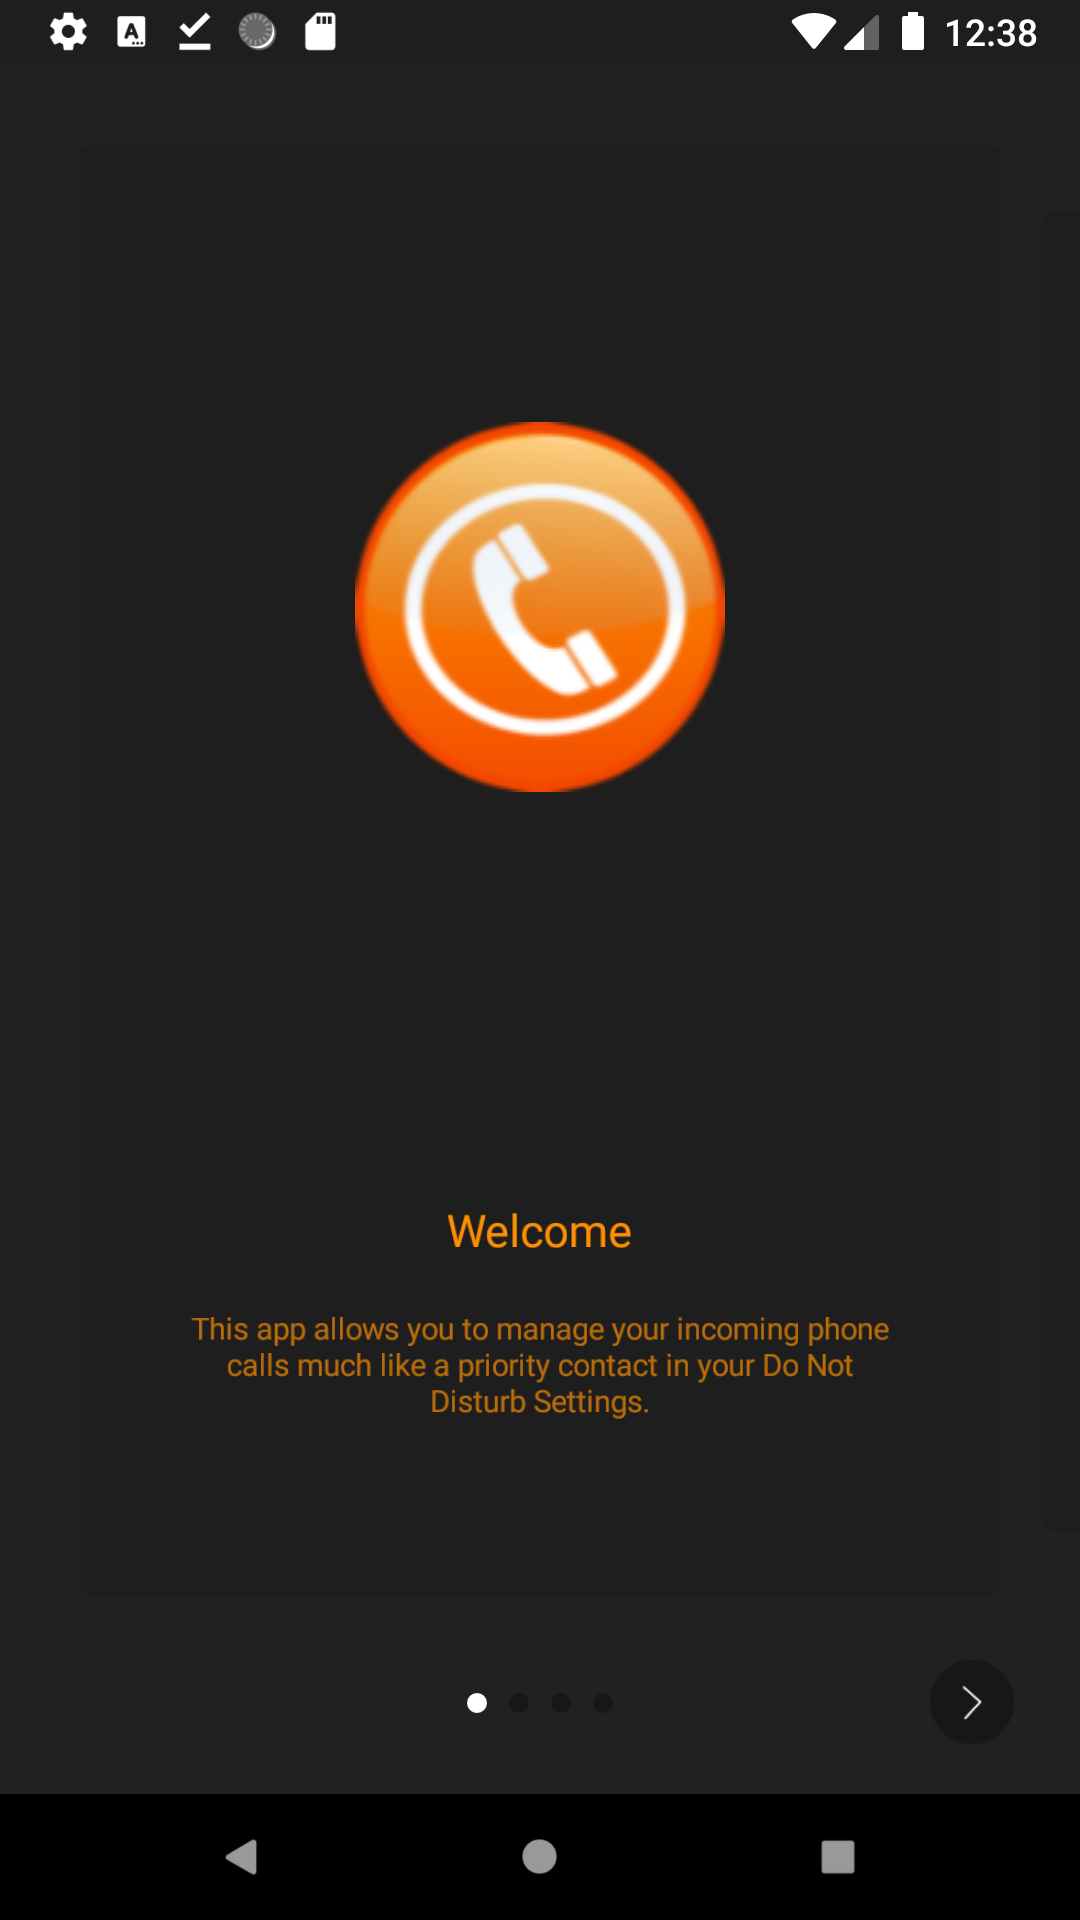 12:38
Welcome
This app allows you to manage your incoming phone
calls much like a priority contact in your Do Not
Disturb Settings.